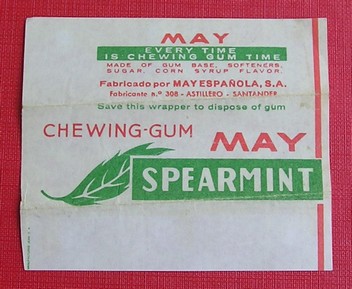 MAY
EVERY TIME
IS CHEWING GUM TIME
MADE OF GUM BASE, SOFTENERS,
SUGAR, CORN SYRUP FLAVOR.
Fabricado por MAY ESPAÑOLA, S.A.
Fabricante n.º 308 - ASTILLERO - SANTANDER
Save this wrapper to dispose of gum
CHEWING-GUM MAY
SPEARMINT